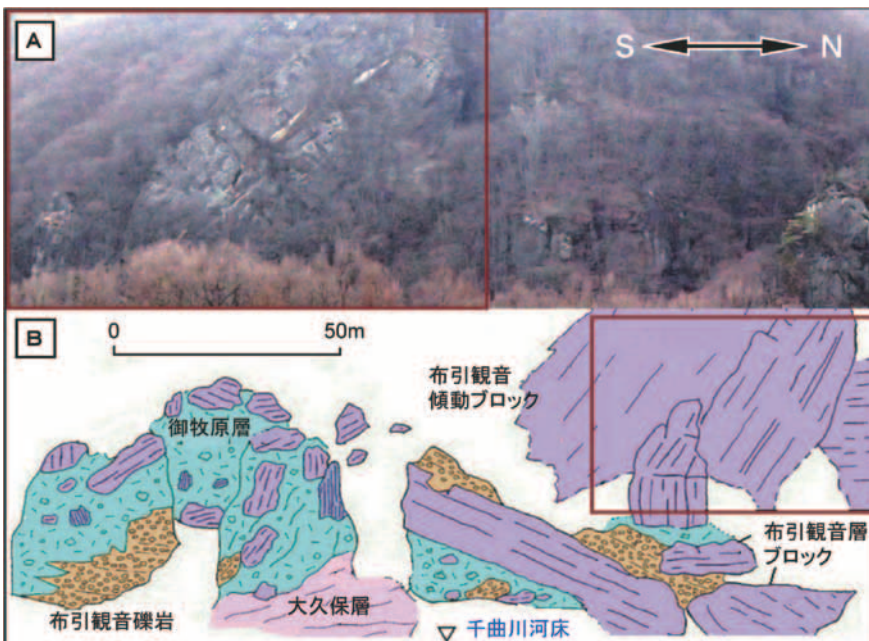 A
S N
B
0 50m
布引観音
傾動ブロック
御牧原層
布引観音層
ブロック
布引観音礫岩
大久保層
千曲川河床